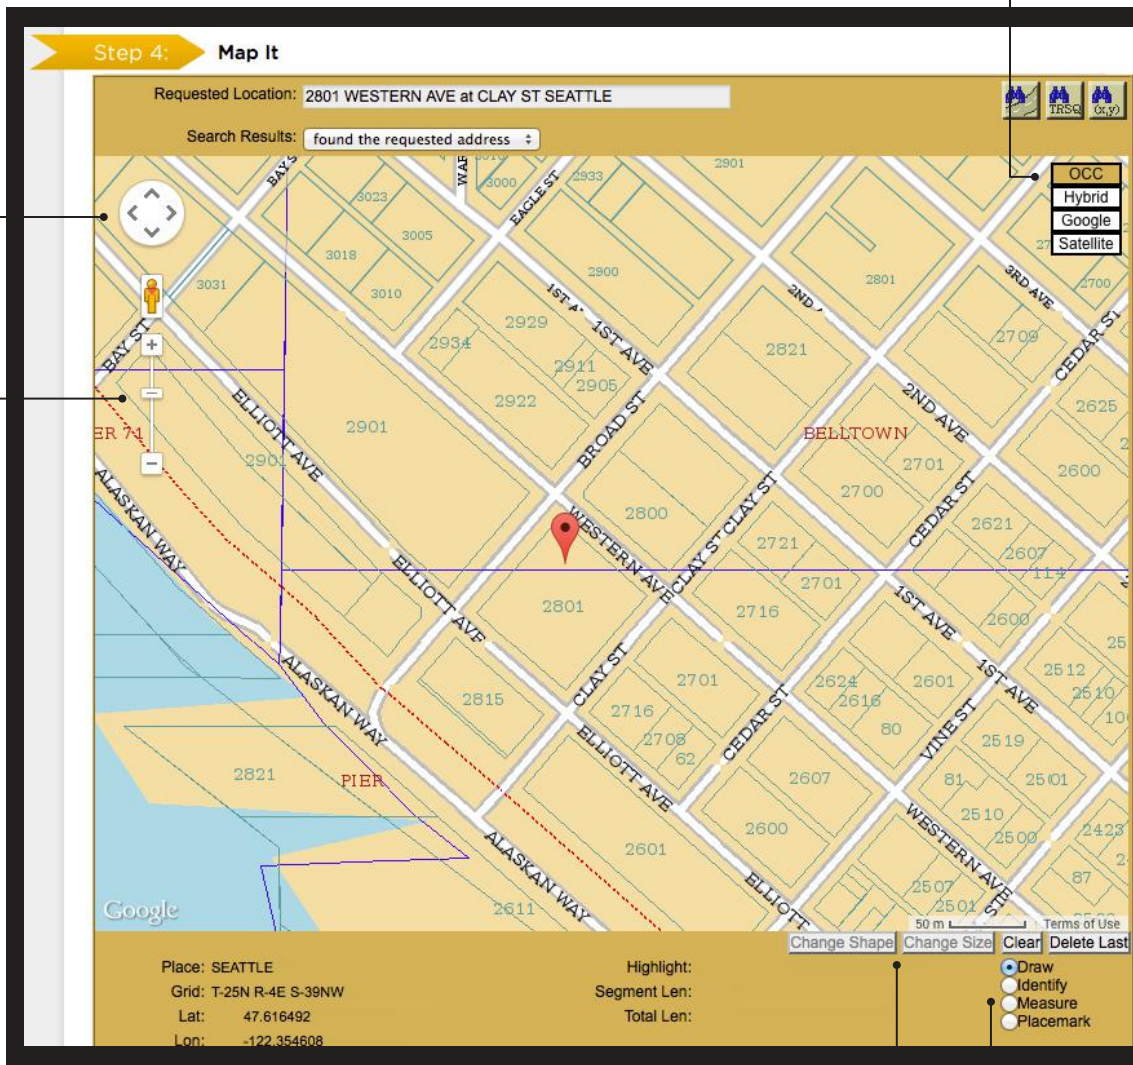 Step 4: Map It
Requested Location: 2801 WESTERN AVE at CLAY ST SEATTLE
TRSQ (x,y)
Search Results: found the requested address
OCC
Hybrid
Google
Satellite
BAY S
WAR
3000
EAGLE ST
2933
2901
3023
3005
3018
3031
3010
2900
2801
3RD AVE
2700
1ST A
1ST AVE
2ND
2929
2934
2911
2905
2922
2821
2709
CEDAR ST
BAY ST
ELLIOTT AVE
2901
BROAD ST
2ND AVE
2625
ER 71
2901
BELLTOWN
2701
2600
2700
CEDAR ST
ALASKAN WAY
2800
CLAY ST
2621
WESTERN AVE
2721
2607
114
ELLIOTT AVE
CLAY ST
2701
2801
2716
1ST AVE
2600
CLAY ST
2701
2624
2616
2601
1ST AVE
2512
2510
ALASKAN WAY
2815
2716
2708
62
CEDAR ST
80
VINE ST
2519
2821
PIER
ELLIOTT AVE
2607
81
2501
2510
2500
2600
WESTERN AVE
2423
2601
ALASKAN WAY
87
ELLIOTT
2507
2501
Google
2611
50 m
Terms of Use
Change Shape Change Size Clear Delete Last
Place: SEATTLE
Grid: T-25N R-4E S-39NW
Lat: 47.616492
Lon: -122.354608
Highlight:
Segment Len:
Total Len:
Draw
Identify
Measure
Placemark